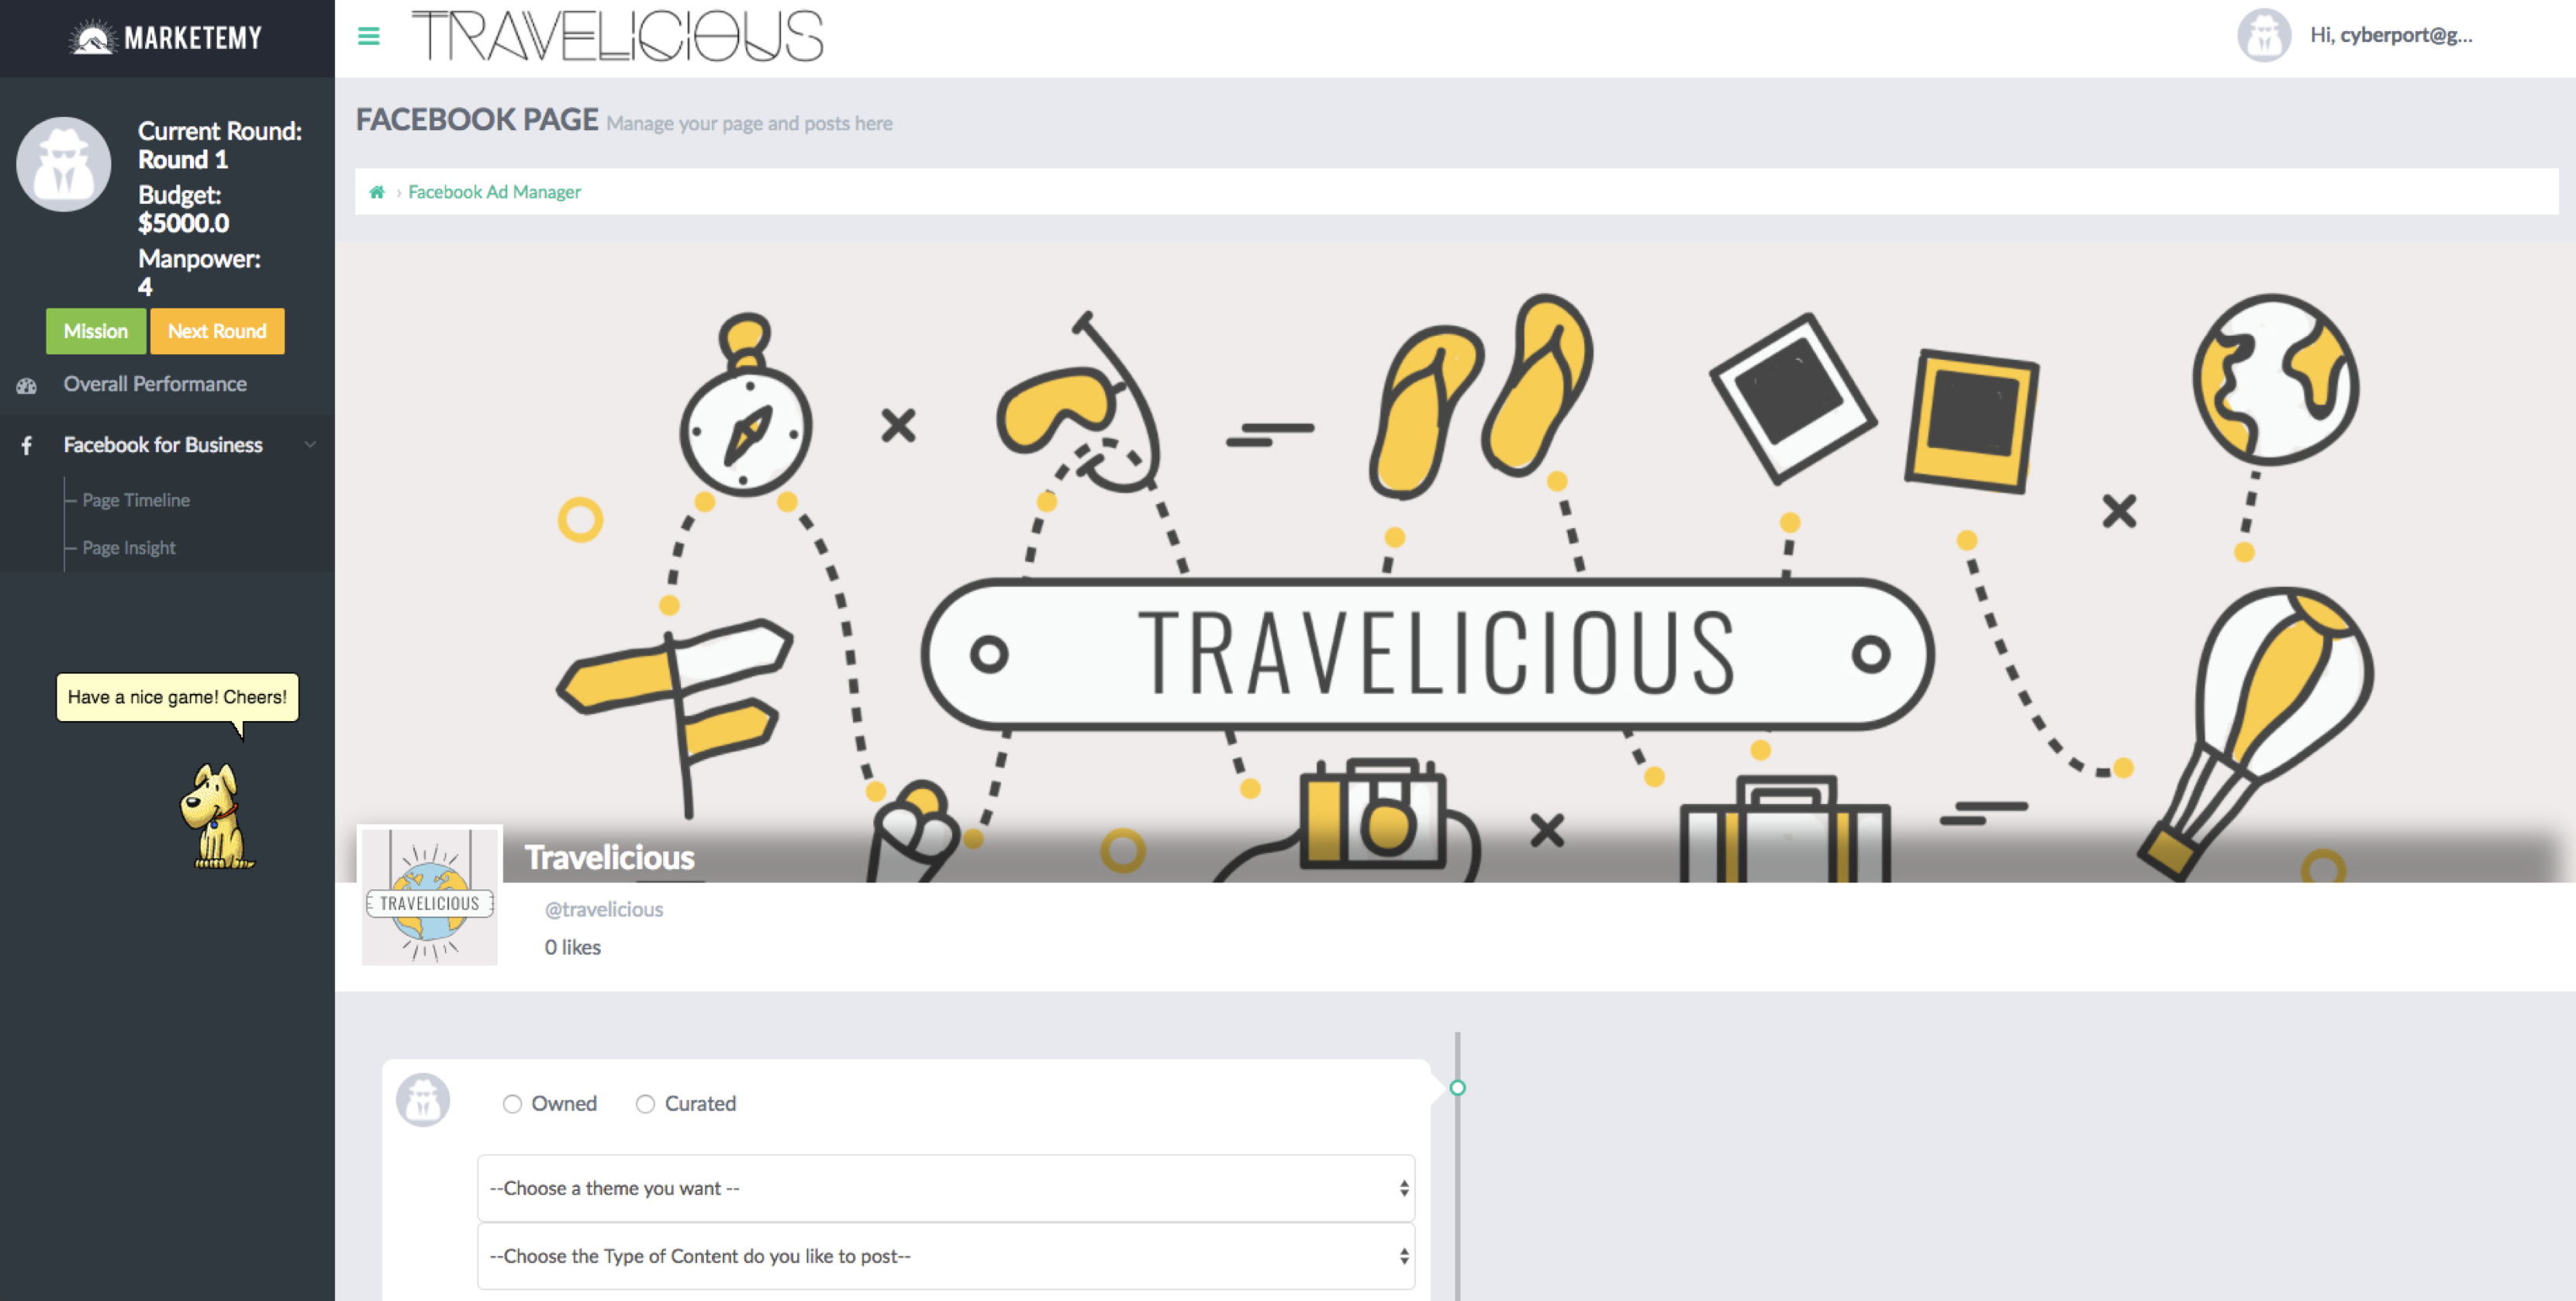 MARKETEMY
TRAVELICIOUS
Hi, cyberport@g...
Current Round:
Round 1
Budget:
$5000.0
Manpower:
4
Mission
Next Round
Overall Performance
Facebook for Business
Page Timeline
Page Insight
Have a nice game! Cheers!
FACEBOOK PAGE Manage your page and posts here
› Facebook Ad Manager
TRAVELICIOUS
Travelicious
TRAVELICIOUS
@travelicious
0 likes
Owned
Curated
--Choose a theme you want --
--Choose the Type of Content do you like to post--